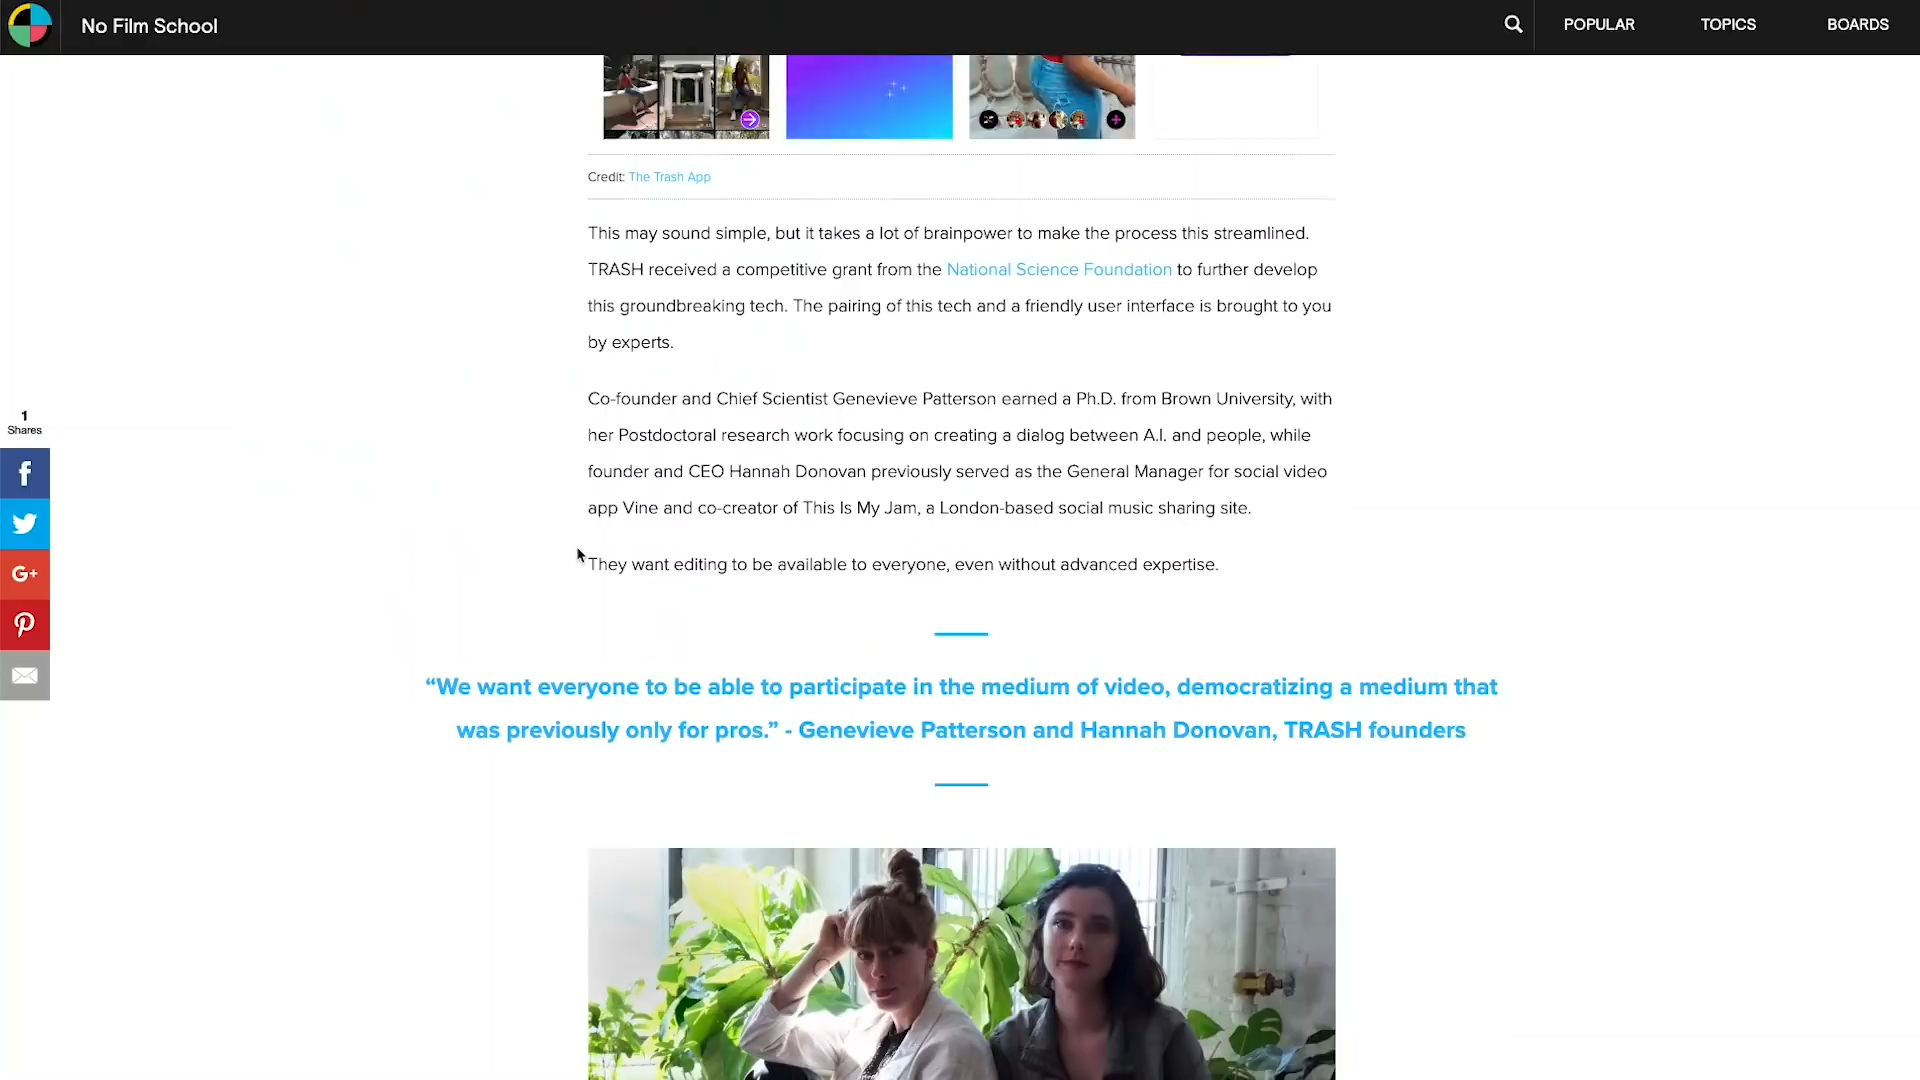 No Film School
POPULAR
TOPICS
BOARDS
Credit: The Trash App
This may sound simple, but it takes a lot of brainpower to make the process this streamlined.
TRASH received a competitive grant from the National Science Foundation to further develop
this groundbreaking tech. The pairing of this tech and a friendly user interface is brought to you
by experts.
1
Shares
Co-founder and Chief Scientist Genevieve Patterson earned a Ph.D. from Brown University, with
her Postdoctoral research work focusing on creating a dialog between A.I. and people, while
founder and CEO Hannah Donovan previously served as the General Manager for social video
app Vine and co-creator of This Is My Jam, a London-based social music sharing site.
They want editing to be available to everyone, even without advanced expertise.
“We want everyone to be able to participate in the medium of video, democratizing a medium that
was previously only for pros.” - Genevieve Patterson and Hannah Donovan, TRASH founders